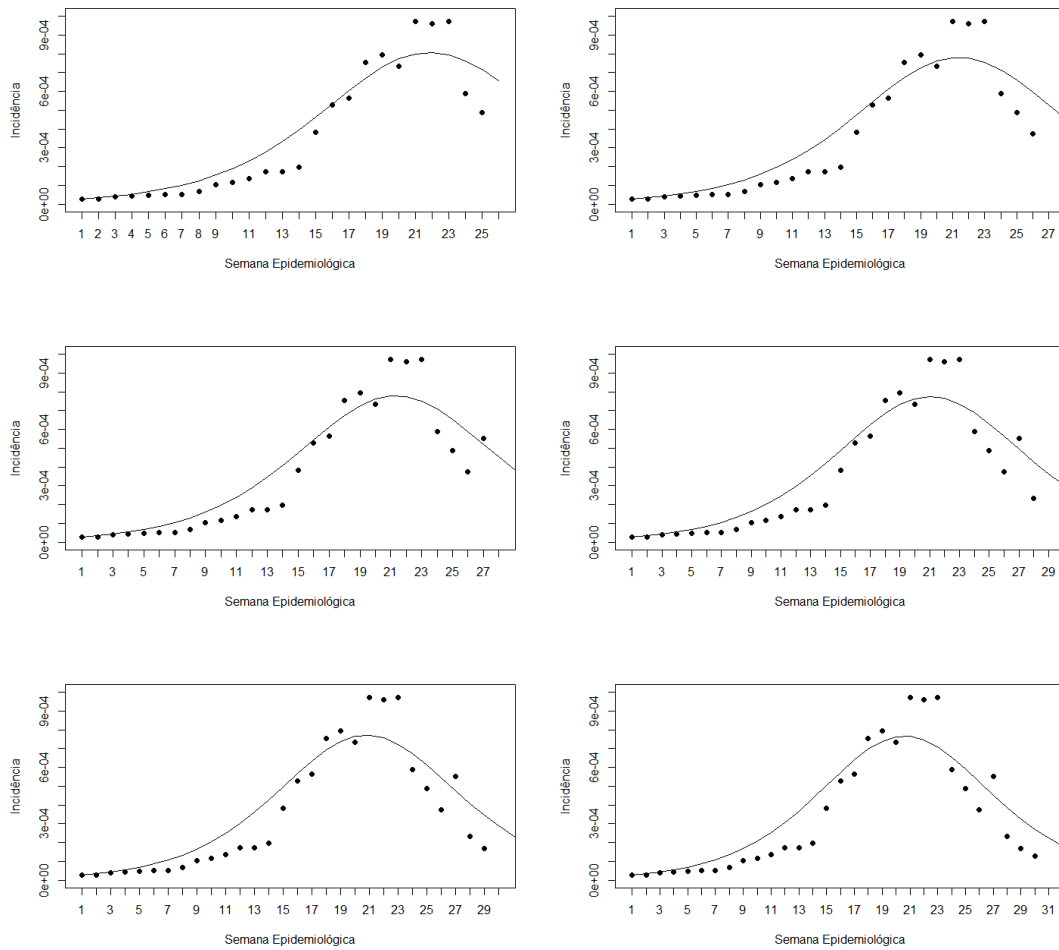 Incidência
0e+00 3e-04 6e-04 9e-04
1 2 3 4 5 6 7 8 9 11 13 15 17 19 21 23 25
Semana Epidemiológica
Incidência
0e+00 3e-04 6e-04 9e-04
1 3 5 7 9 11 13 15 17 19 21 23 25 27
Semana Epidemiológica
Incidência
0e+00 3e-04 6e-04 9e-04
1 3 5 7 9 11 13 15 17 19 21 23 25 27
Semana Epidemiológica
Incidência
0e+00 3e-04 6e-04 9e-04
1 3 5 7 9 11 13 15 17 19 21 23 25 27 29
Semana Epidemiológica
Incidência
0e+00 3e-04 6e-04 9e-04
1 3 5 7 9 11 13 15 17 19 21 23 25 27 29
Semana Epidemiológica
Incidência
0e+00 3e-04 6e-04 9e-04
1 3 5 7 9 11 13 15 17 19 21 23 25 27 29 31
Semana Epidemiológica